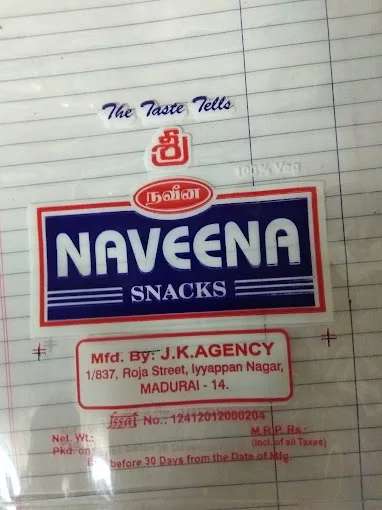 The Taste Tells
ஸ்ரீ
100% Veg
நவீன
NAVEENA
SNACKS
Mfd. By: J.K.AGENCY
1/837, Roja Street, Iyyappan Nagar,
MADURAI - 14.
fssai No.: 12412012000204
Net. Wt.:
M.R.P. Rs.:
(Incl. of all Taxes)
Pkd. on
before 30 Days from the Date of Mfg.